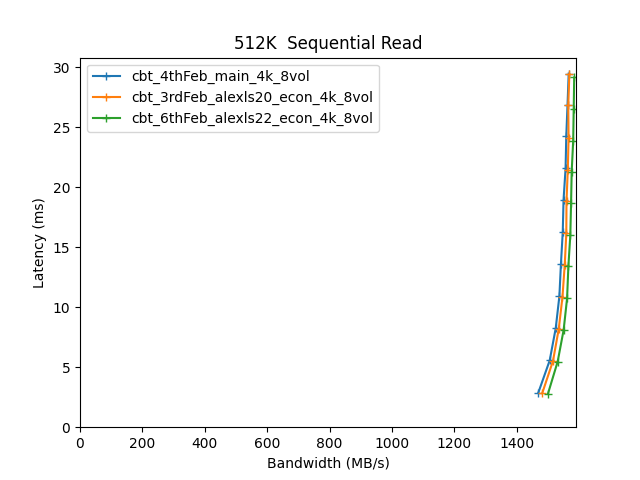 512K  Sequential Read
cbt_4thFeb_main_4k_8vol
cbt_3rdFeb_alexls20_econ_4k_8vol
cbt_6thFeb_alexls22_econ_4k_8vol
30
25
20
15
10
5
0
Latency (ms)
0 200 400 600 800 1000 1200 1400
Bandwidth (MB/s)